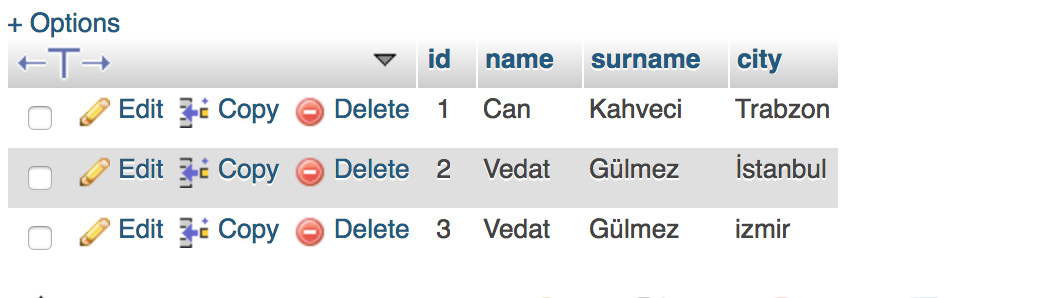 + Options
id name surname city
Edit Copy Delete 1 Can Kahveci Trabzon
Edit Copy Delete 2 Vedat Gülmez İstanbul
Edit Copy Delete 3 Vedat Gülmez izmir